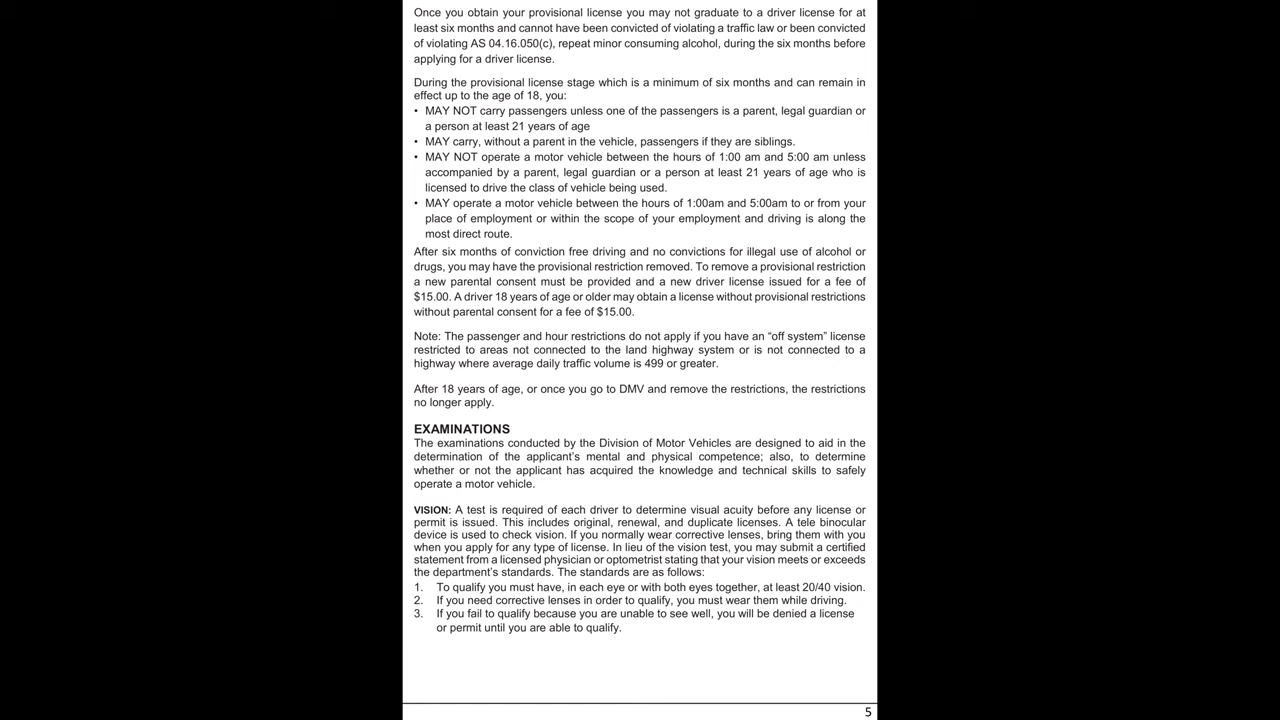 Once you obtain your provisional license you may not graduate to a driver license for at
least six months and cannot have been convicted of violating a traffic law or been convicted
of violating AS 04.16.050(c), repeat minor consuming alcohol, during the six months before
applying for a driver license.
During the provisional license stage which is a minimum of six months and can remain in
effect up to the age of 18, you:
• MAY NOT carry passengers unless one of the passengers is a parent, legal guardian or
a person at least 21 years of age
• MAY carry, without a parent in the vehicle, passengers if they are siblings.
• MAY NOT operate a motor vehicle between the hours of 1:00 am and 5:00 am unless
accompanied by a parent, legal guardian or a person at least 21 years of age who is
licensed to drive the class of vehicle being used.
• MAY operate a motor vehicle between the hours of 1:00am and 5:00am to or from your
place of employment or within the scope of your employment and driving is along the
most direct route.
After six months of conviction free driving and no convictions for illegal use of alcohol or
drugs, you may have the provisional restriction removed. To remove a provisional restriction
a new parental consent must be provided and a new driver license issued for a fee of
$15.00. A driver 18 years of age or older may obtain a license without provisional restrictions
without parental consent for a fee of $15.00.
Note: The passenger and hour restrictions do not apply if you have an “off system” license
restricted to areas not connected to the land highway system or is not connected to a
highway where average daily traffic volume is 499 or greater.
After 18 years of age, or once you go to DMV and remove the restrictions, the restrictions
no longer apply.
EXAMINATIONS
The examinations conducted by the Division of Motor Vehicles are designed to aid in the
determination of the applicant’s mental and physical competence; also, to determine
whether or not the applicant has acquired the knowledge and technical skills to safely
operate a motor vehicle.
VISION: A test is required of each driver to determine visual acuity before any license or
permit is issued. This includes original, renewal, and duplicate licenses. A tele binocular
device is used to check vision. If you normally wear corrective lenses, bring them with you
when you apply for any type of license. In lieu of the vision test, you may submit a certified
statement from a licensed physician or optometrist stating that your vision meets or exceeds
the department’s standards. The standards are as follows:
1. To qualify you must have, in each eye or with both eyes together, at least 20/40 vision.
2. If you need corrective lenses in order to qualify, you must wear them while driving.
3. If you fail to qualify because you are unable to see well, you will be denied a license
or permit until you are able to qualify.
5